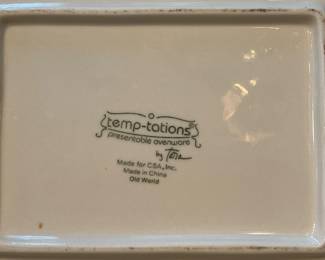 temp-tations®
presentable ovenware
by Tara
Made for CSA, Inc.
Made in China
Old World